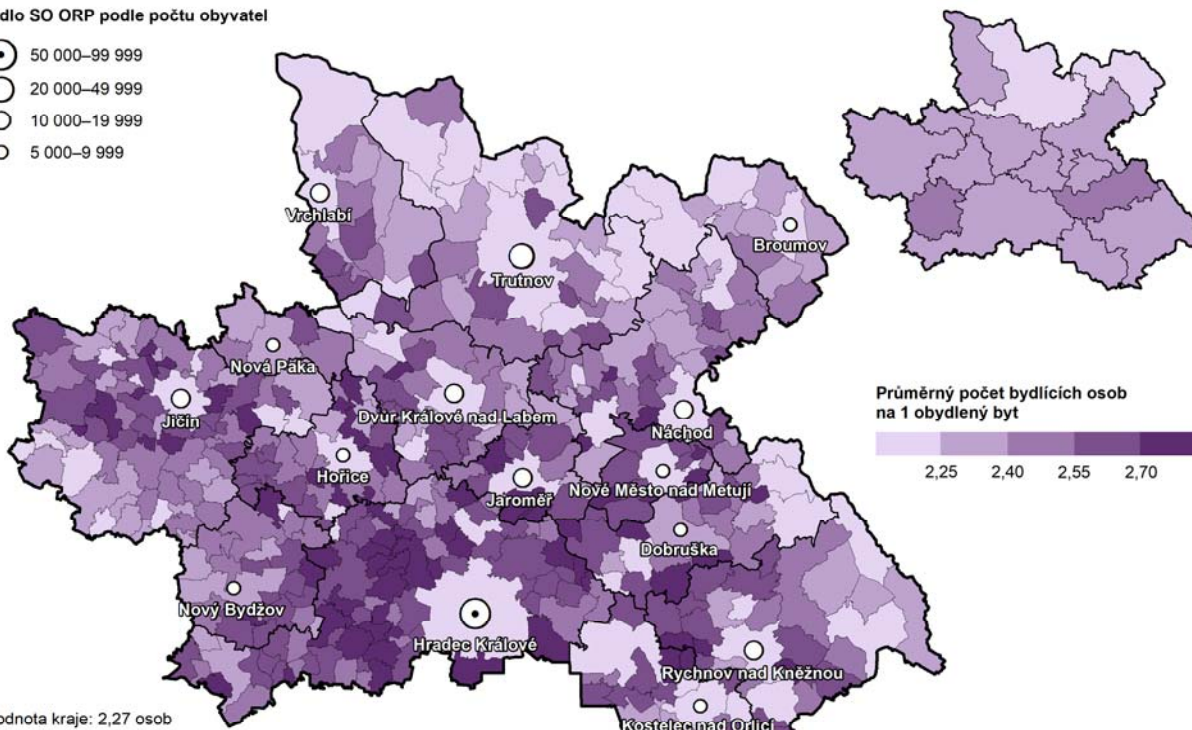 dlo SO ORP podle počtu obyvatel
50 000–99 999
20 000–49 999
10 000–19 999
5 000–9 999
Vrchlabí
Trutnov
Broumov
Nová Paka
Jičín
Dvůr Králové nad Labem
Náchod
Hořice
Jaroměř
Nové Město nad Metují
Dobruška
Nový Bydžov
Hradec Králové
Rychnov nad Kněžnou
Kostelec nad Orlicí
Průměrný počet bydlících osob
na 1 obydlený byt
2,25 2,40 2,55 2,70
odnota kraje: 2,27 osob